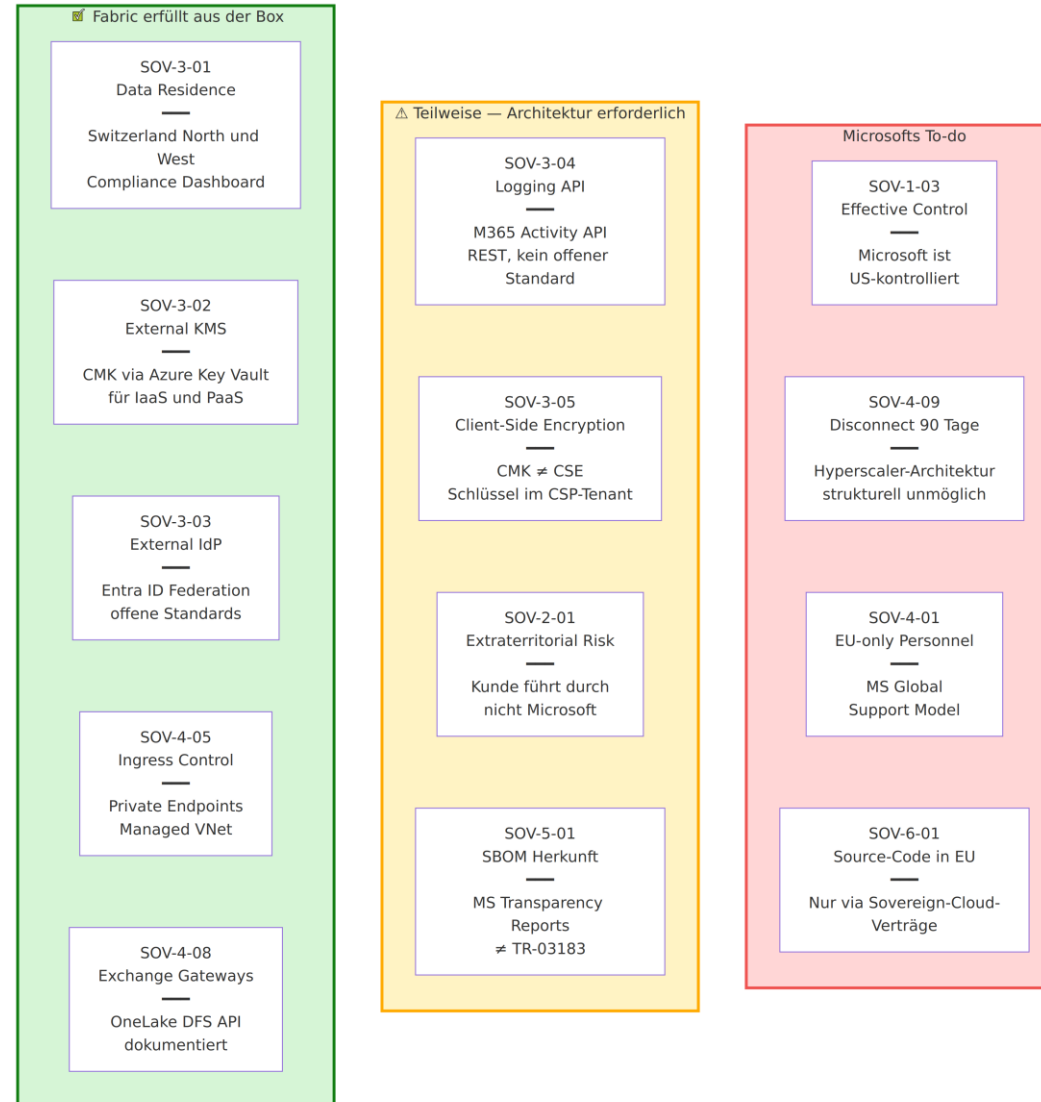 Fabric erfüllt aus der Box
SOV-3-01
Data Residence
Switzerland North und
West
Compliance Dashboard
SOV-3-02
External KMS
CMK via Azure Key Vault
für IaaS und PaaS
SOV-3-03
External IdP
Entra ID Federation
offene Standards
SOV-4-05
Ingress Control
Private Endpoints
Managed VNet
SOV-4-08
Exchange Gateways
OneLake DFS API
dokumentiert
⚠ Teilweise — Architektur erforderlich
SOV-3-04
Logging API
M365 Activity API
REST, kein offener
Standard
SOV-3-05
Client-Side Encryption
CMK ≠ CSE
Schlüssel im CSP-Tenant
SOV-2-01
Extraterritorial Risk
Kunde führt durch
nicht Microsoft
SOV-5-01
SBOM Herkunft
MS Transparency
Reports
≠ TR-03183
Microsofts To-do
SOV-1-03
Effective Control
Microsoft ist
US-kontrolliert
SOV-4-09
Disconnect 90 Tage
Hyperscaler-Architektur
strukturell unmöglich
SOV-4-01
EU-only Personnel
MS Global
Support Model
SOV-6-01
Source-Code in EU
Nur via Sovereign-Cloud-
Verträge